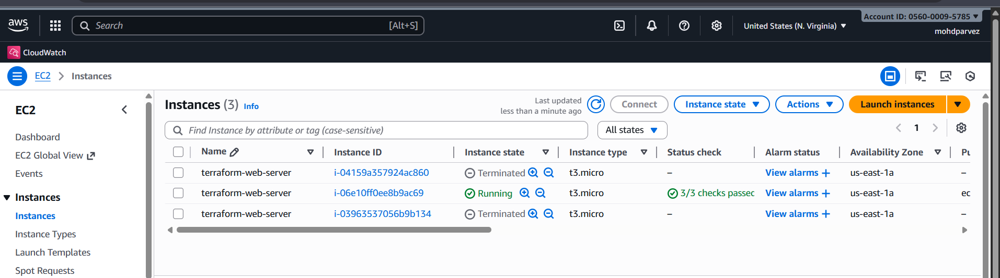 aws
Search [Alt+S]
United States (N. Virginia)
Account ID: 0560-0009-5785
mohdparvez
CloudWatch
EC2 Instances
EC2
Dashboard
EC2 Global View
Events
Instances
Instances
Instance Types
Launch Templates
Spot Requests
Instances (3) Info
Last updated
less than a minute ago
Connect Instance state Actions Launch instances
Find Instance by attribute or tag (case-sensitive) All states 1
Name Instance ID Instance state Instance type Status check Alarm status Availability Zone Pu
terraform-web-server i-04159a357924ac860 Terminated t3.micro – View alarms + us-east-1a –
terraform-web-server i-06e10ff0ee8b9ac69 Running t3.micro 3/3 checks passed View alarms + us-east-1a ec
terraform-web-server i-03963537056b9b134 Terminated t3.micro – View alarms + us-east-1a –